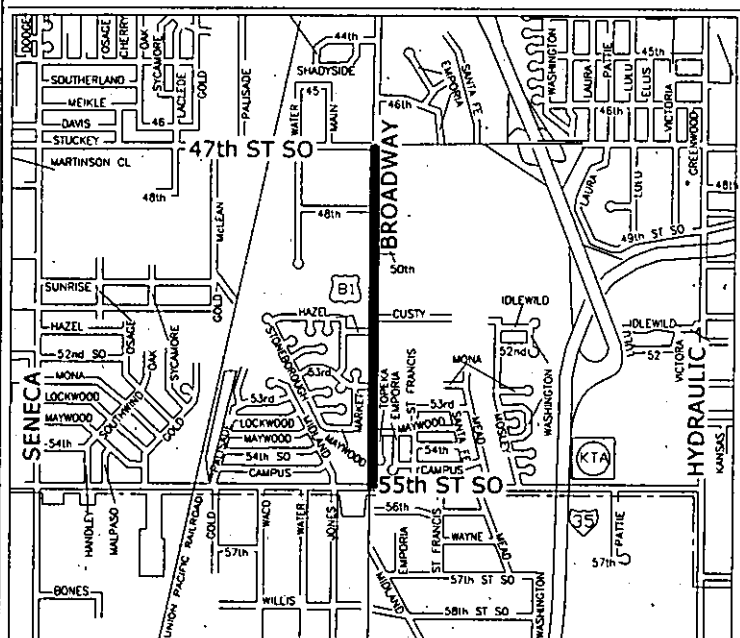 DODGE
OSAGE
CHERRY
OAK
SYCAMORE
LACLEDE
GOLD
PALISADE
44th
SHADYSIDE
EMPORIA
SANTA FE
WASHINGTON
LAURA
PATTIE
LULU
ELLIS
VICTORIA
45th
SOUTHERLAND
MEIKLE
DAVIS
46
STUCKEY
WATER
45
MAIN
46th
46th
GREENWOOD
47th ST SO
BROADWAY
MARTINSON CL
48th
McLEAN
48th
LAURA
LULU
48th
49th ST SO
50th
81
SUNRISE
GOLD
HAZEL
OSAGE
OAK
SYCAMORE
52nd SO
HAZEL
CUSTY
IDLEWILD
52nd
IDLEWILD
LULU
52
VICTORIA
SENECA
MONA
LOCKWOOD
MAYWOOD
SOUTHWIND
GOLD
54th
STONEBOROUGH
53rd
MIDLAND
MARKET
MAYWOOD
53rd
LOCKWOOD
MAYWOOD
54th SO
CAMPUS
PALISADE
TOPEKA
EMPORIA
ST FRANCIS
MONA
53rd
MAYWOOD
54th
CAMPUS
SANTA FE
MEAD
MOSLEY
WASHINGTON
HYDRAULIC
KANSAS
KTA
55th ST SO
HANDLEY
MALPASO
UNION PACIFIC RAILROAD
GOLD
WACO
WATER
JONES
57th
56th
EMPORIA
ST FRANCIS
WAYNE
MEAD
57th ST SO
35
PATTIE
57th
BONES
WILLIS
MIDLAND
58th ST SO
WASHINGTON